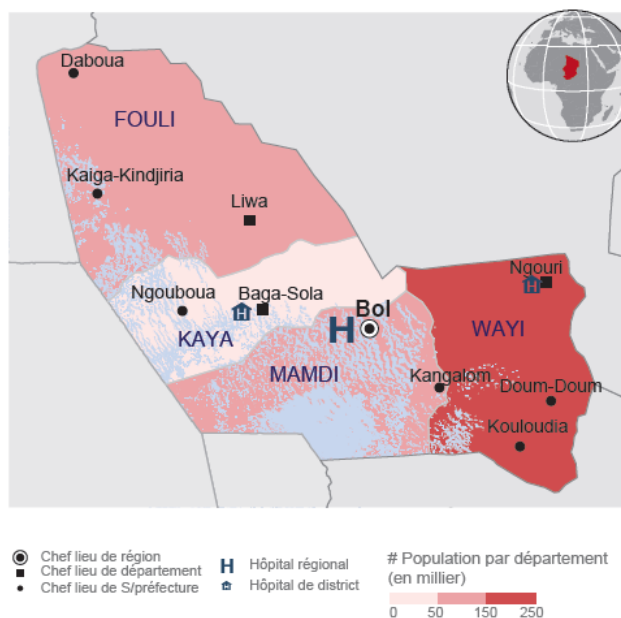 Daboua
FOULI
Kaiga-Kindjiria
Liwa
Ngouri
H
Ngouboua
Baga-Sola
H
Bol
H
WAYI
KAYA
MAMDI
Kangalom
Doum-Doum
Kouloudia
Chef lieu de région
Chef lieu de département
Chef lieu de S/préfecture
H Hôpital régional
H Hôpital de district
# Population par département
(en millier)
0 50 150 250